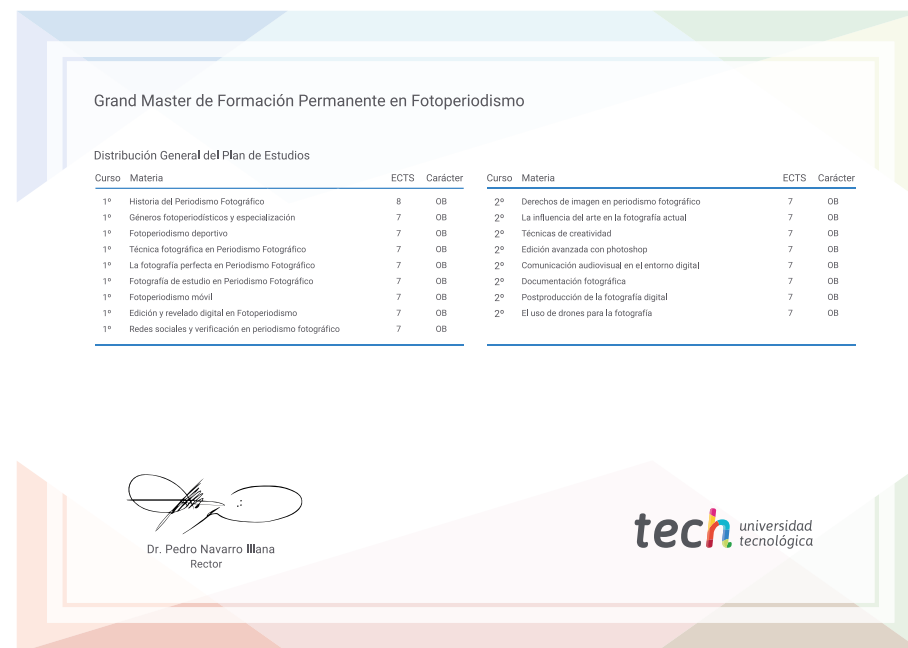 Grand Master de Formación Permanente en Fotoperiodismo
Distribución General del Plan de Estudios
Curso Materia ECTS Carácter
1º Historia del Periodismo Fotográfico 8 OB
1º Géneros fotoperiodísticos y especialización 7 OB
1º Fotoperiodismo deportivo 7 OB
1º Técnica fotográfica en Periodismo Fotográfico 7 OB
1º La fotografía perfecta en Periodismo Fotográfico 7 OB
1º Fotografía de estudio en Periodismo Fotográfico 7 OB
1º Fotoperiodismo móvil 7 OB
1º Edición y revelado digital en Fotoperiodismo 7 OB
1º Redes sociales y verificación en periodismo fotográfico 7 OB
Curso Materia ECTS Carácter
2º Derechos de imagen en periodismo fotográfico 7 OB
2º La influencia del arte en la fotografía actual 7 OB
2º Técnicas de creatividad 7 OB
2º Edición avanzada con photoshop 7 OB
2º Comunicación audiovisual en el entorno digital 7 OB
2º Documentación fotográfica 7 OB
2º Postproducción de la fotografía digital 7 OB
2º El uso de drones para la fotografía 7 OB
Dr. Pedro Navarro Illana
Rector
tech universidad
tecnológica